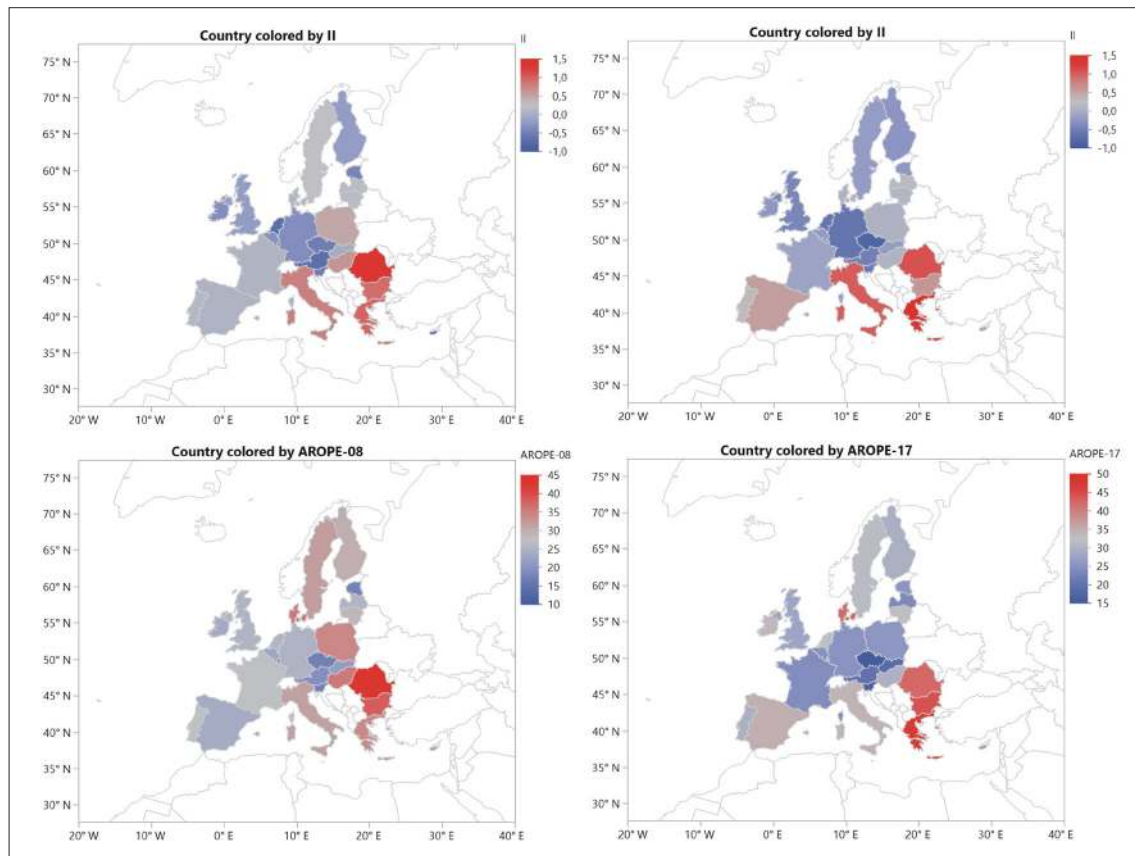 Country colored by II
II
75° N
70° N
65° N
60° N
55° N
50° N
45° N
40° N
35° N
30° N
20° W
10° W
0° E
10° E
20° E
30° E
40° E
1,5
1,0
0,5
0,0
-0,5
-1,0
Country colored by II
II
75° N
70° N
65° N
60° N
55° N
50° N
45° N
40° N
35° N
30° N
20° W
10° W
0° E
10° E
20° E
30° E
40° E
1,5
1,0
0,5
0,0
-0,5
-1,0
Country colored by AROPE-08
AROPE-08
75° N
70° N
65° N
60° N
55° N
50° N
45° N
40° N
35° N
30° N
20° W
10° W
0° E
10° E
20° E
30° E
40° E
45
40
35
30
25
20
15
10
Country colored by AROPE-17
AROPE-17
75° N
70° N
65° N
60° N
55° N
50° N
45° N
40° N
35° N
30° N
20° W
10° W
0° E
10° E
20° E
30° E
40° E
50
45
40
35
30
25
20
15